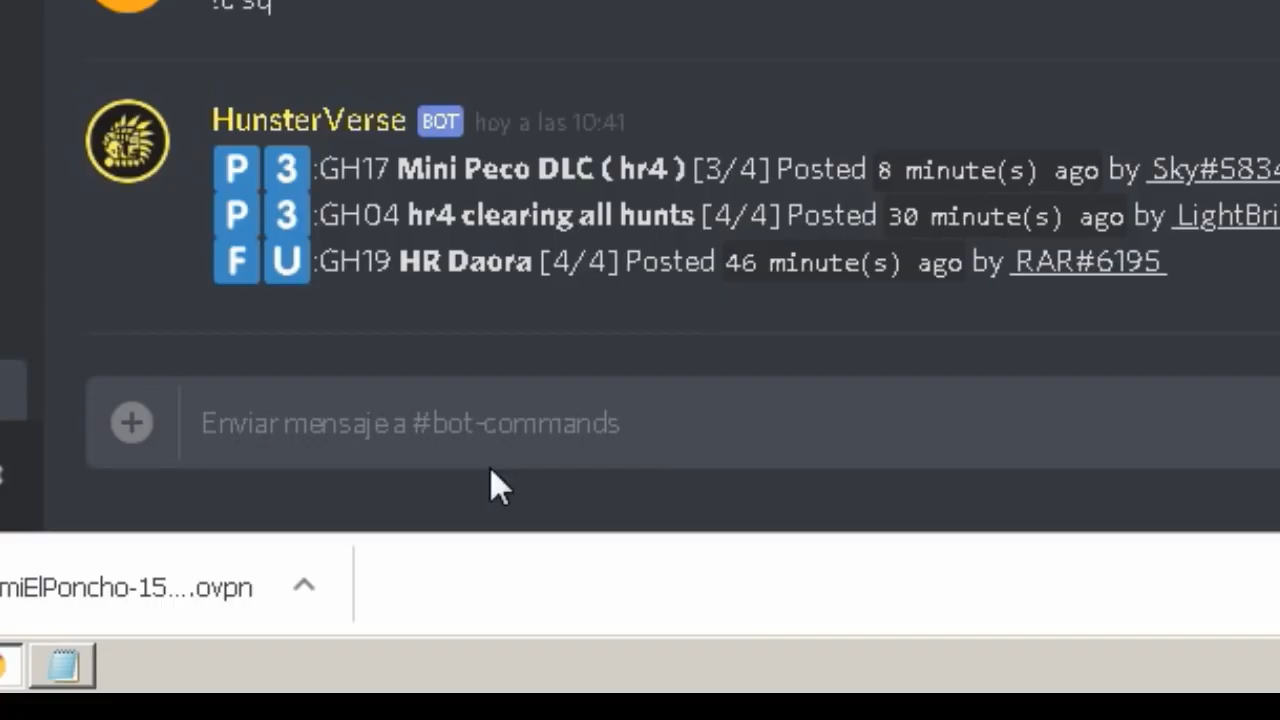 !c sq
HunsterVerse BOT hoy a las 10:41
P 3 :GH17 Mini Peco DLC ( hr4 ) [3/4] Posted 8 minute(s) ago by Sky#5834
P 3 :GH04 hr4 clearing all hunts [4/4] Posted 30 minute(s) ago by LightBri
F U :GH19 HR Daora [4/4] Posted 46 minute(s) ago by RAR#6195
Enviar mensaje a #bot-commands
miElPoncho-15....ovpn